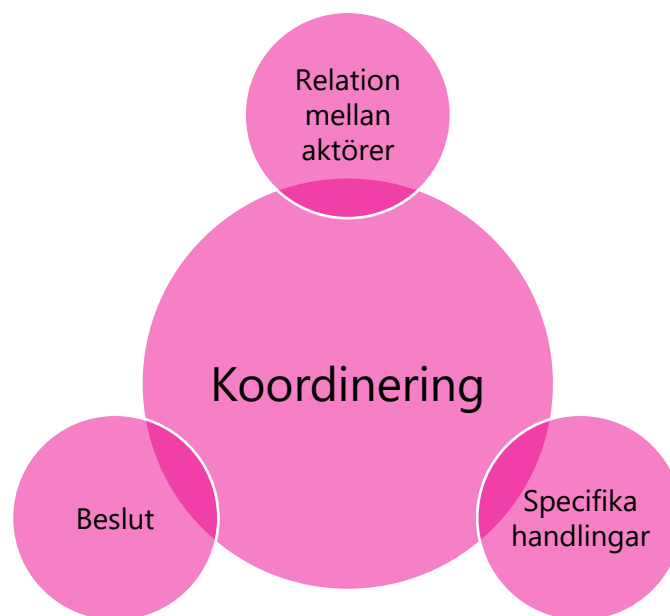 Relation
mellan
aktörer
Koordinering
Beslut
Specifika
handlingar